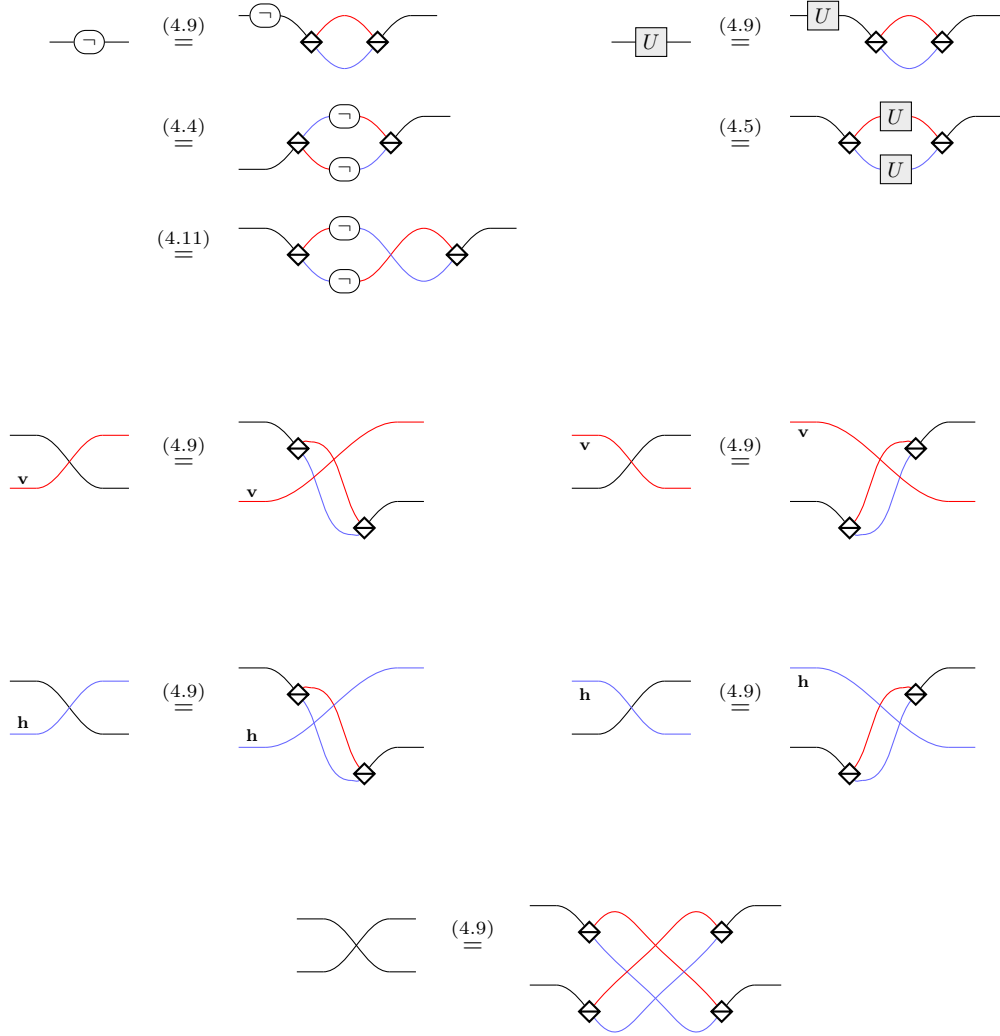 ¬ (4.9) = ¬
U (4.9) = U
(4.4) = ¬ ¬
(4.5) = U U
(4.11) = ¬ ¬
v (4.9) = v
v (4.9) = v
h (4.9) = h
h (4.9) = h
(4.9) =